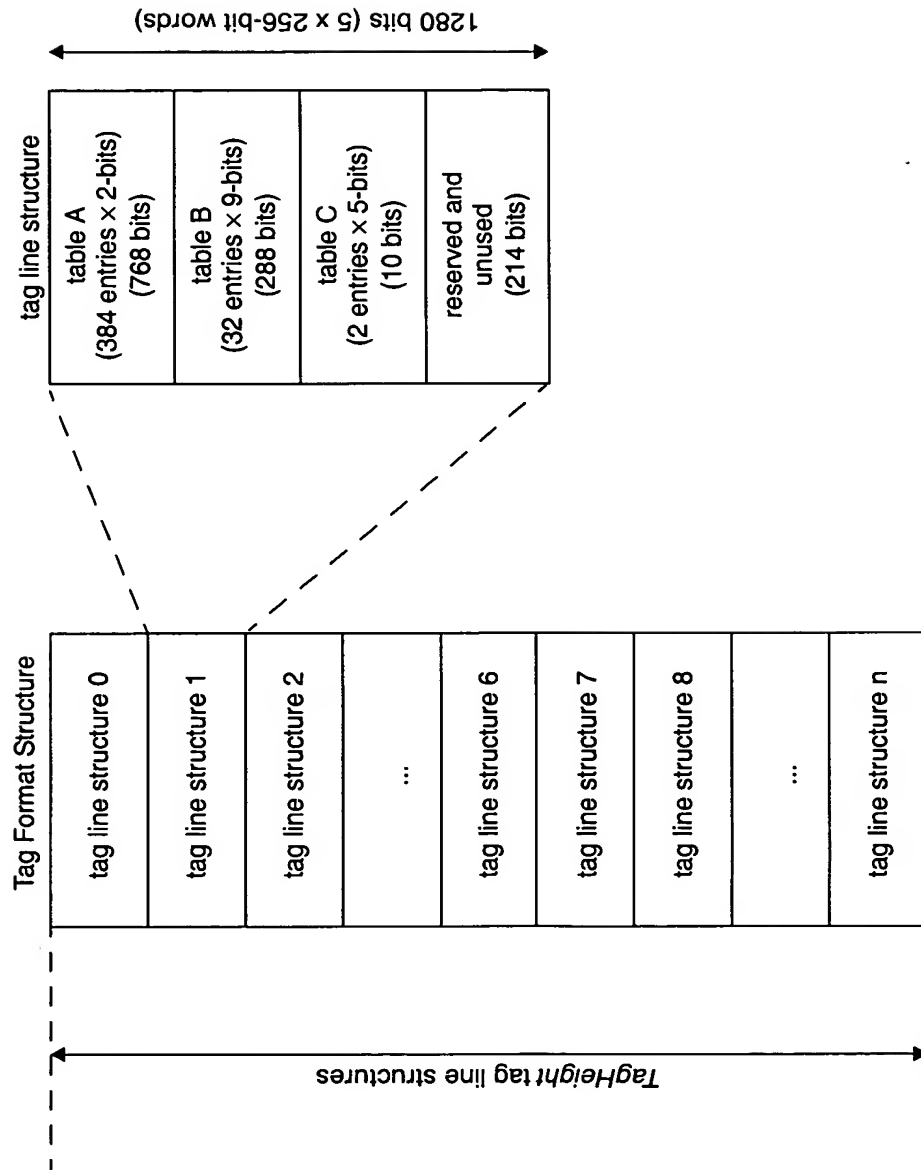 Tag Format Structure
tag line structure 0
tag line structure 1
tag line structure 2
...
tag line structure 6
tag line structure 7
tag line structure 8
...
tag line structure n
TagHeight tag line structures
tag line structure
table A
(384 entries × 2-bits)
(768 bits)
table B
(32 entries × 9-bits)
(288 bits)
table C
(2 entries × 5-bits)
(10 bits)
reserved and
unused
(214 bits)
1280 bits (5 x 256-bit words)